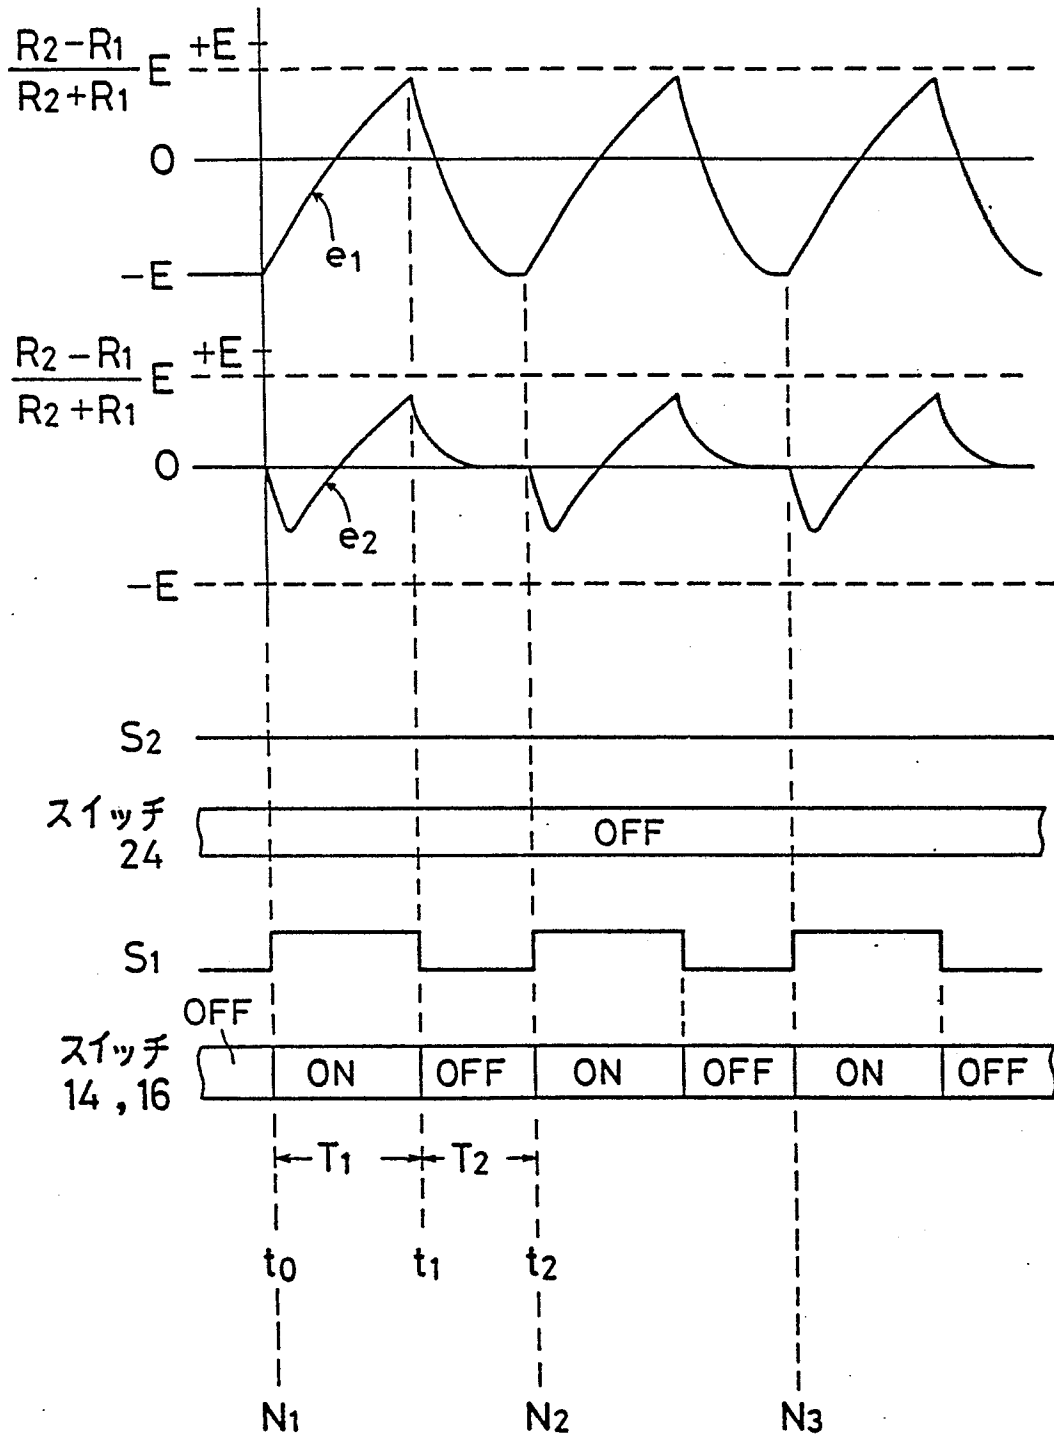 R2-R1 +E
R2+R1 E
0
e1
-E
R2-R1 +E
R2+R1 E
0
e2
-E
S2
スイッチ
24
OFF
S1
OFF
スイッチ
14,16
ON OFF ON OFF ON OFF
T1 T2
t0 t1 t2
N1 N2 N3